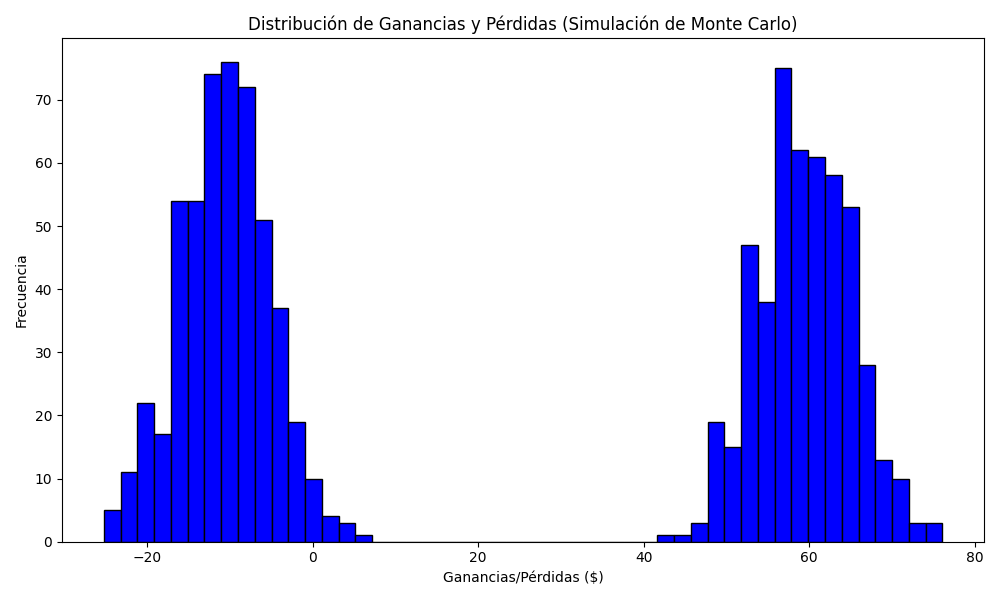 Distribución de Ganancias y Pérdidas (Simulación de Monte Carlo)
Frecuencia
70
60
50
40
30
20
10
0
−20 0 20 40 60 80
Ganancias/Pérdidas ($)